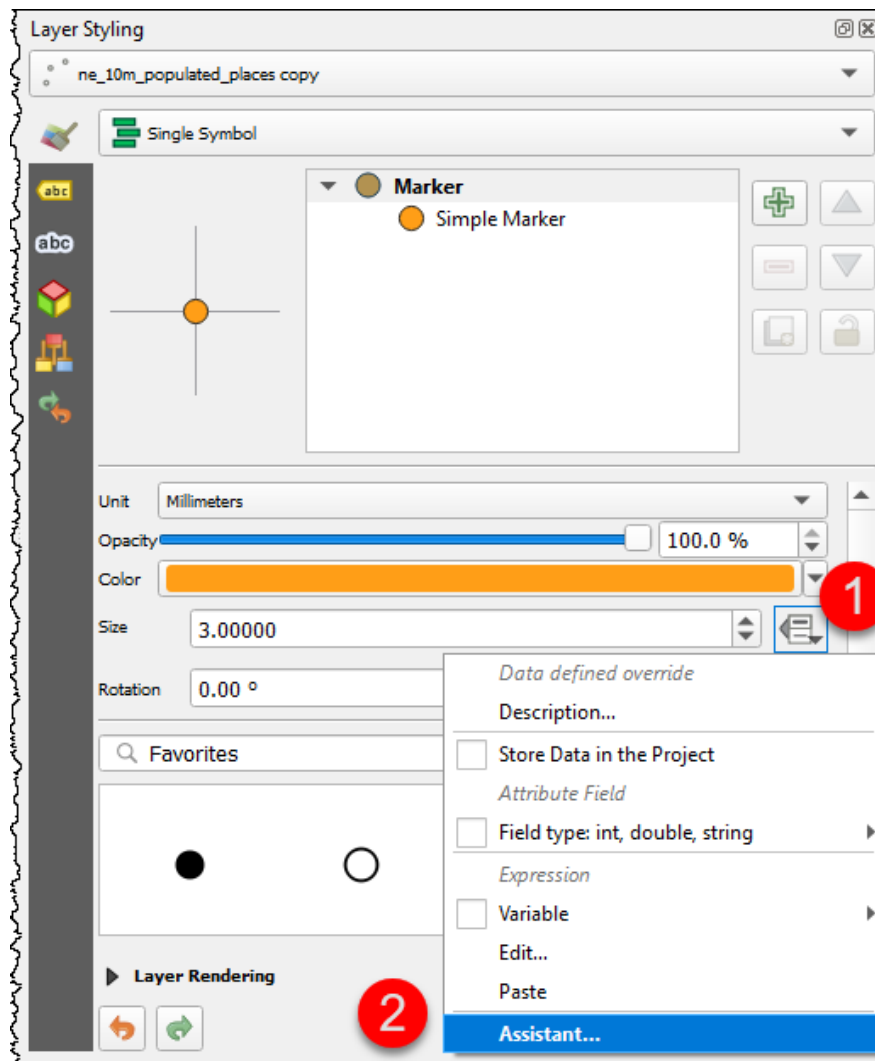 Layer Styling
ne_10m_populated_places copy
Single Symbol
abc
abc
Marker
Simple Marker
Unit Millimeters
Opacity 100.0 %
Color
1
Size 3.00000
Rotation 0.00 °
Data defined override
Description...
Favorites
Store Data in the Project
Attribute Field
Field type: int, double, string
Expression
Variable
Edit...
Layer Rendering
Paste
2
Assistant...